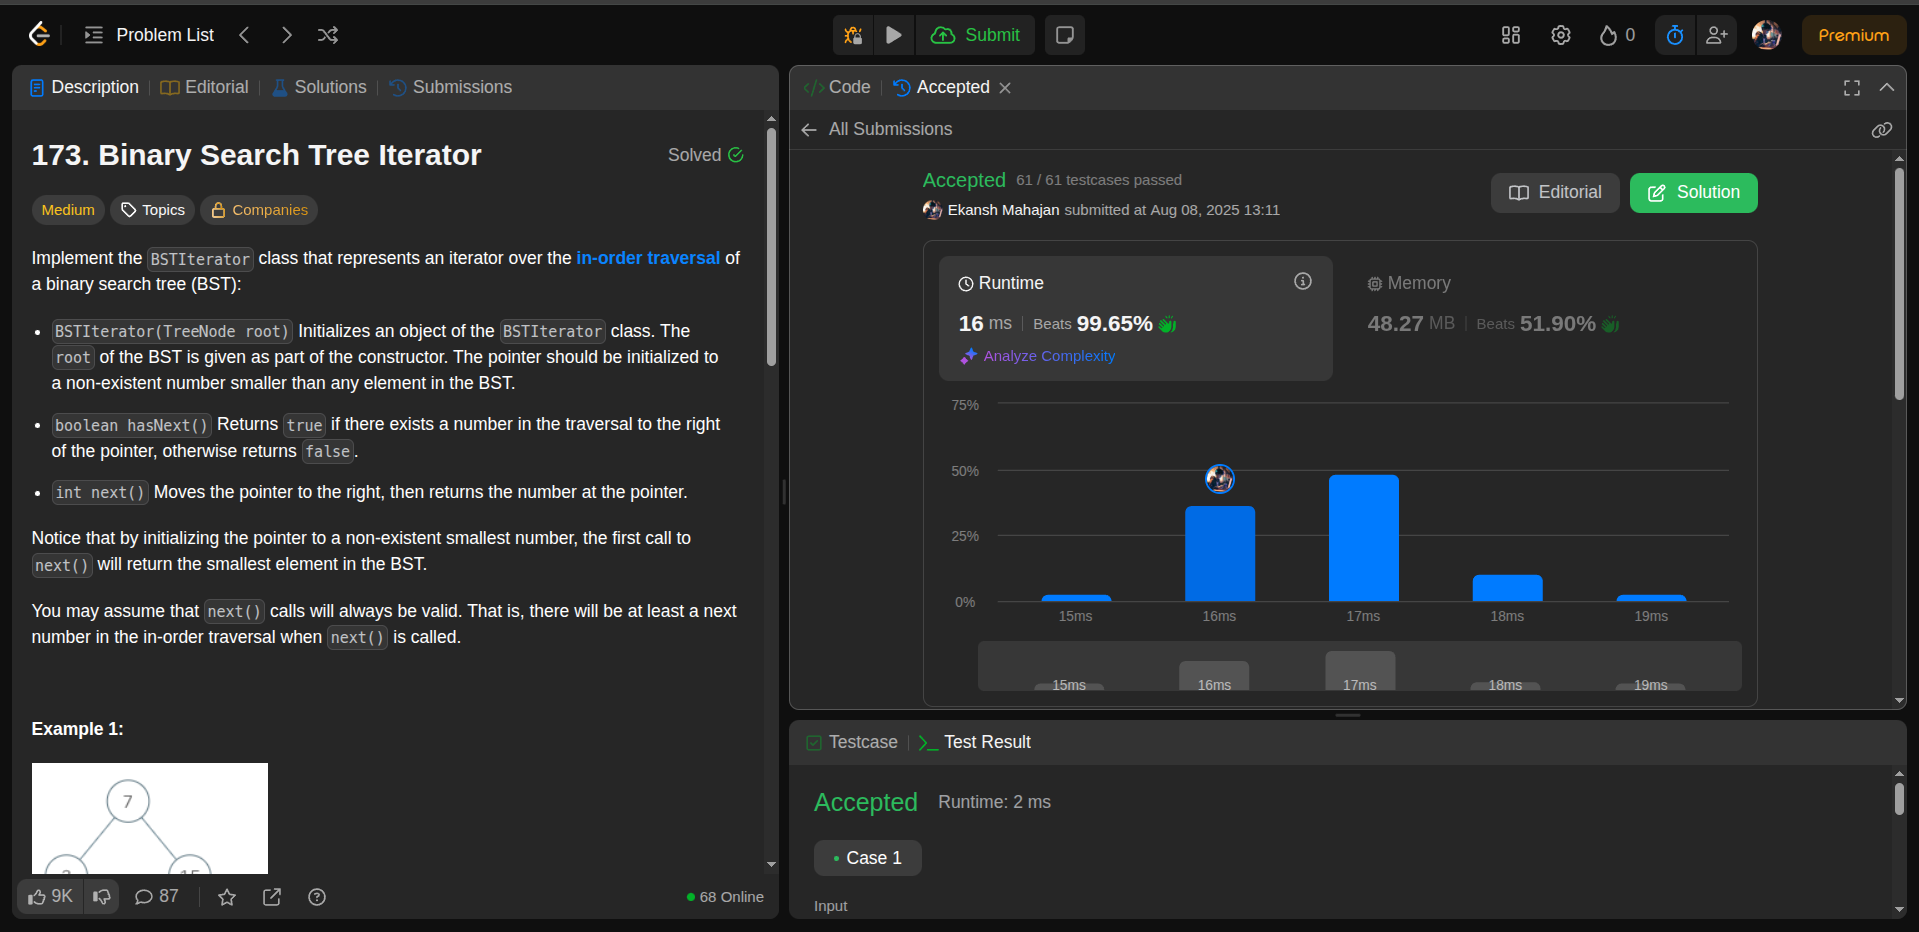 Problem List
Submit
0
Premium
Description
Editorial
Solutions
Submissions
173. Binary Search Tree Iterator
Solved
Medium
Topics
Companies
Implement the BSTIterator class that represents an iterator over the in-order traversal of
a binary search tree (BST):
BSTIterator(TreeNode root) Initializes an object of the BSTIterator class. The
root of the BST is given as part of the constructor. The pointer should be initialized to
a non-existent number smaller than any element in the BST.
boolean hasNext() Returns true if there exists a number in the traversal to the right
of the pointer, otherwise returns false.
int next() Moves the pointer to the right, then returns the number at the pointer.
Notice that by initializing the pointer to a non-existent smallest number, the first call to
next() will return the smallest element in the BST.
You may assume that next() calls will always be valid. That is, there will be at least a next
number in the in-order traversal when next() is called.
Example 1:
7
9K
87
68 Online
Code
Accepted
All Submissions
Accepted 61 / 61 testcases passed
Ekansh Mahajan submitted at Aug 08, 2025 13:11
Editorial
Solution
Runtime
16 ms Beats 99.65%
Analyze Complexity
Memory
48.27 MB Beats 51.90%
75%
50%
25%
0%
15ms
16ms
17ms
18ms
19ms
15ms
16ms
17ms
18ms
19ms
Testcase
Test Result
Accepted Runtime: 2 ms
Case 1
Input